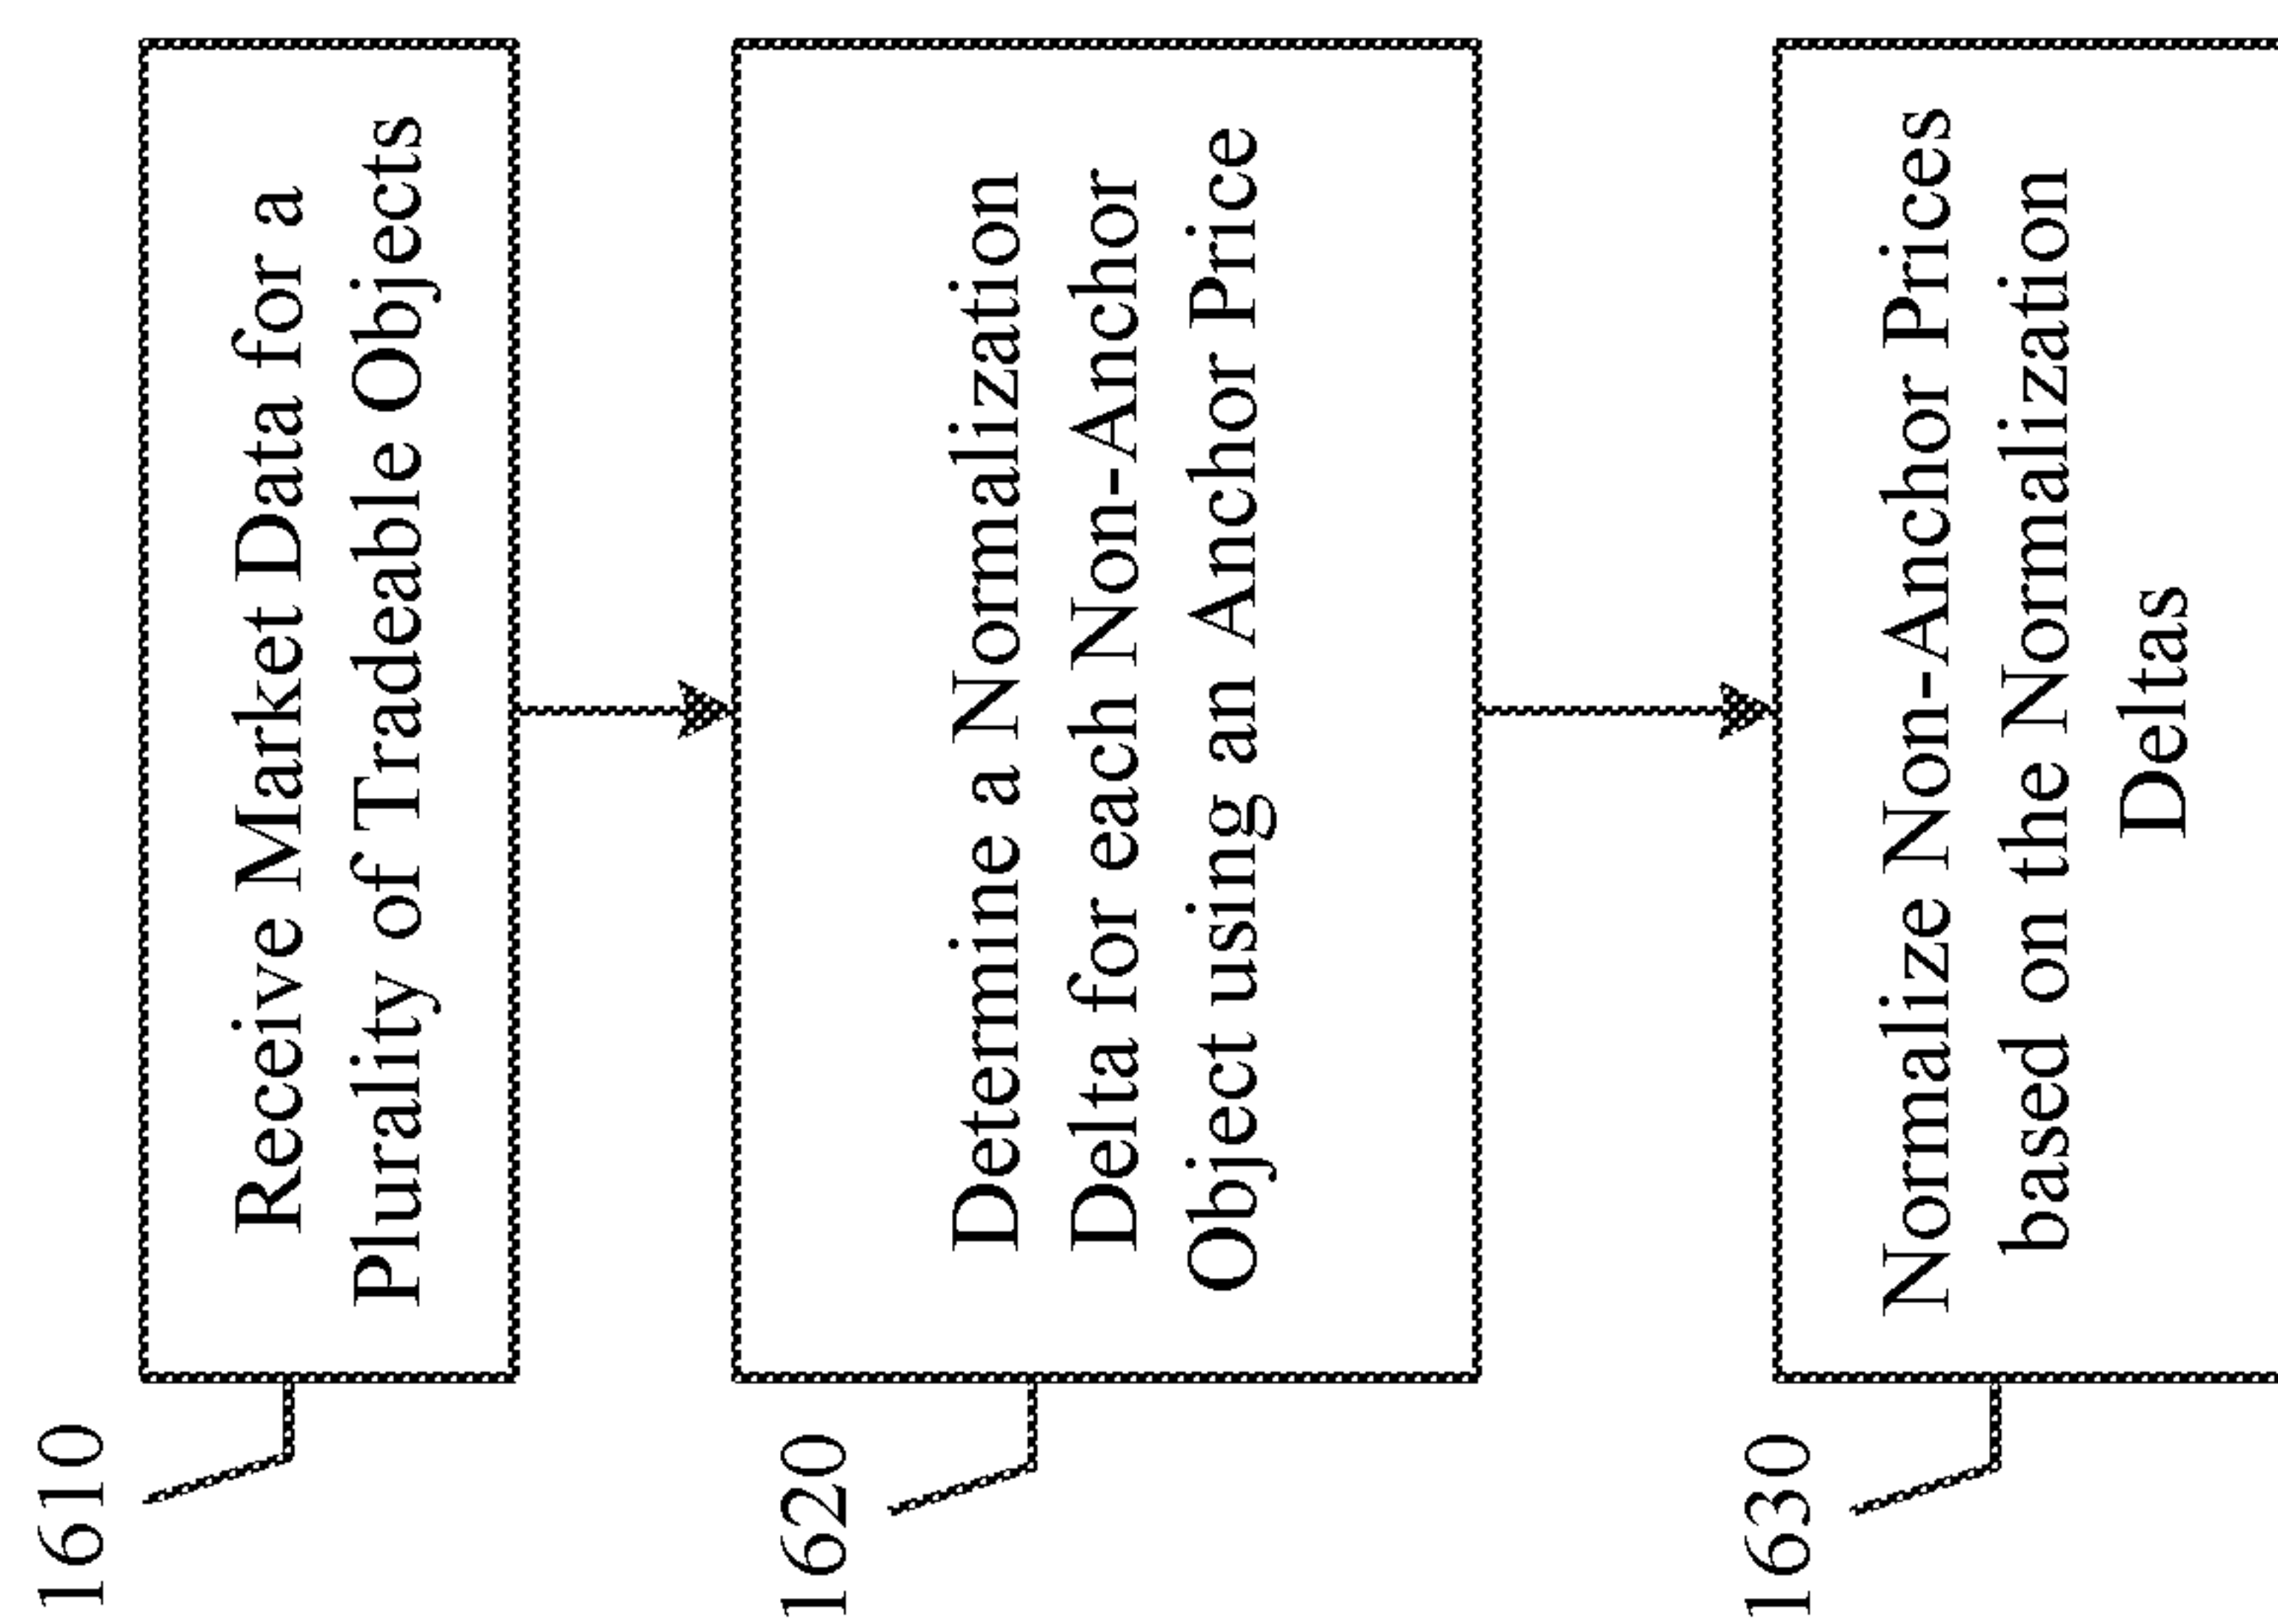 1610
Receive Market Data for a
Plurality of Tradeable Objects
1620
Determine a Normalization
Delta for each Non-Anchor
Object using an Anchor Price
1630
Normalize Non-Anchor Prices
based on the Normalization
Deltas